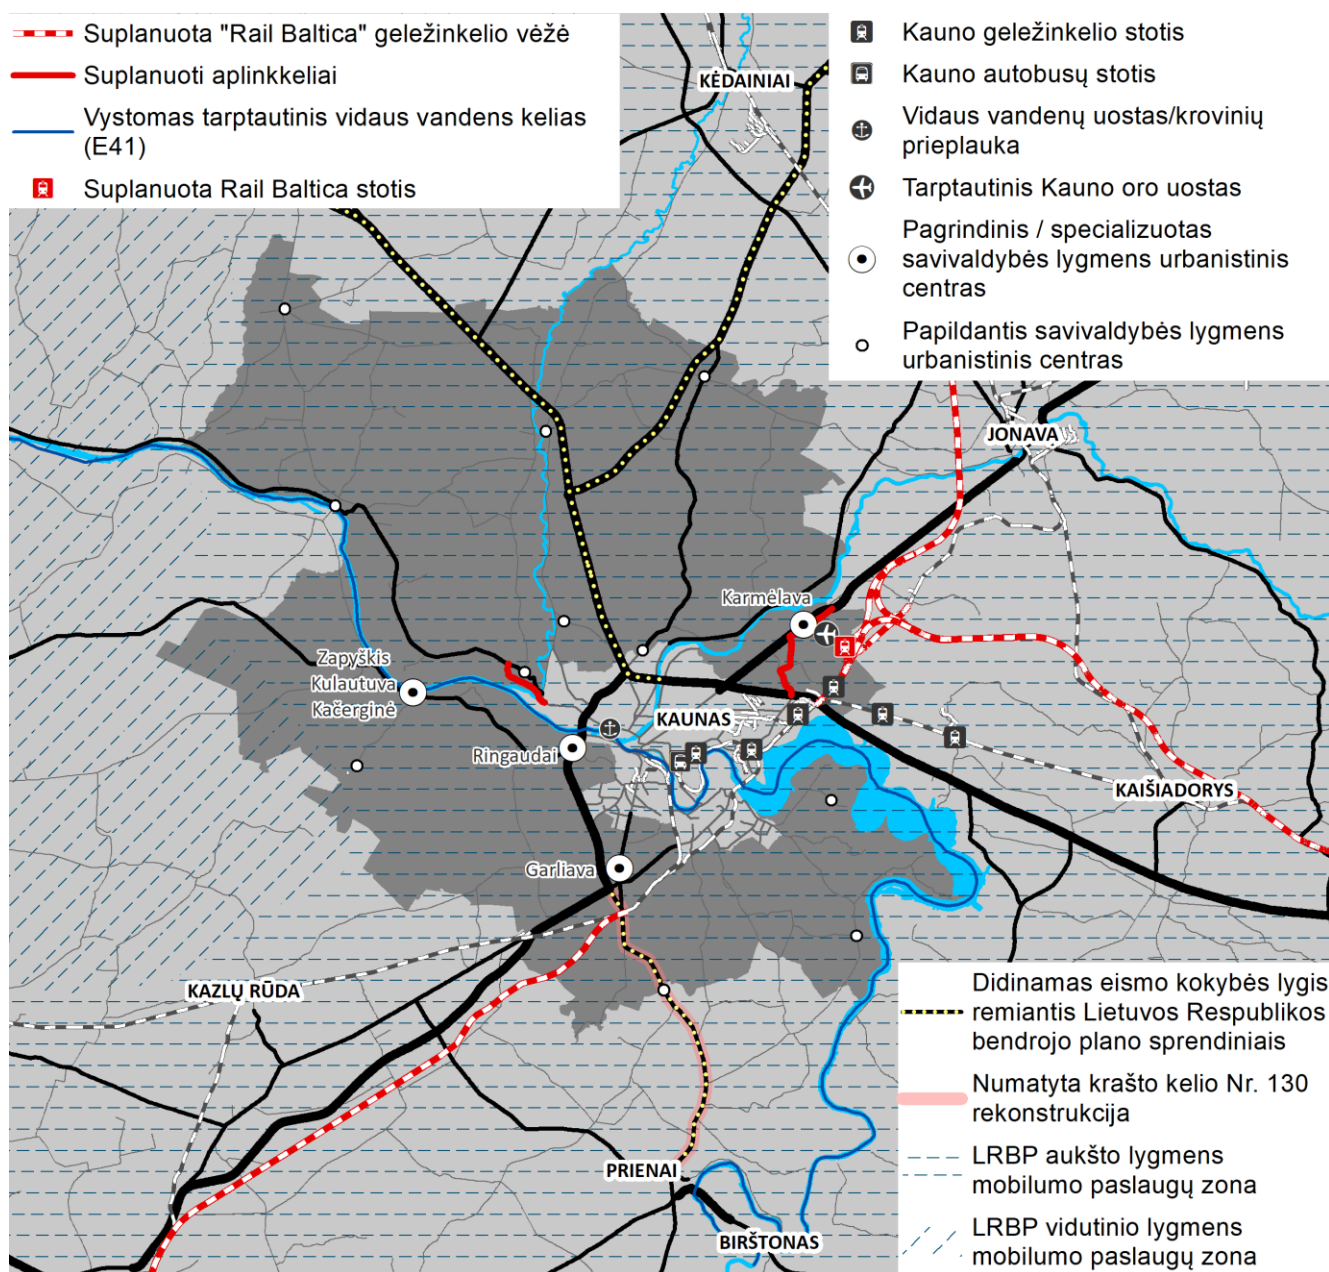 Suplanuota "Rail Baltica" geležinkelio vėžė
Suplanuoti aplinkkeliai
Vystomas tarptautinis vidaus vandens kelias
(E41)
Suplanuota Rail Baltica stotis
Kauno geležinkelio stotis
Kauno autobusų stotis
Vidaus vandenų uostas/krovinių
prieplauka
Tarptautinis Kauno oro uostas
Pagrindinis / specializuotas
savivaldybės lygmens urbanistinis
centras
Papildantis savivaldybės lygmens
urbanistinis centras
KĖDAINIAI
JONAVA
Karmėlava
Zapyškis
Kulautuva
Kačerginė
KAUNAS
Ringaudai
KAIŠIADORYS
Garliava
KAZLŲ RŪDA
PRIENAI
BIRŠTONAS
Didinamas eismo kokybės lygis
remiantis Lietuvos Respublikos
bendrojo plano sprendiniais
Numatyta krašto kelio Nr. 130
rekonstrukcija
LRBP aukšto lygmens
mobilumo paslaugų zona
LRBP vidutinio lygmens
mobilumo paslaugų zona